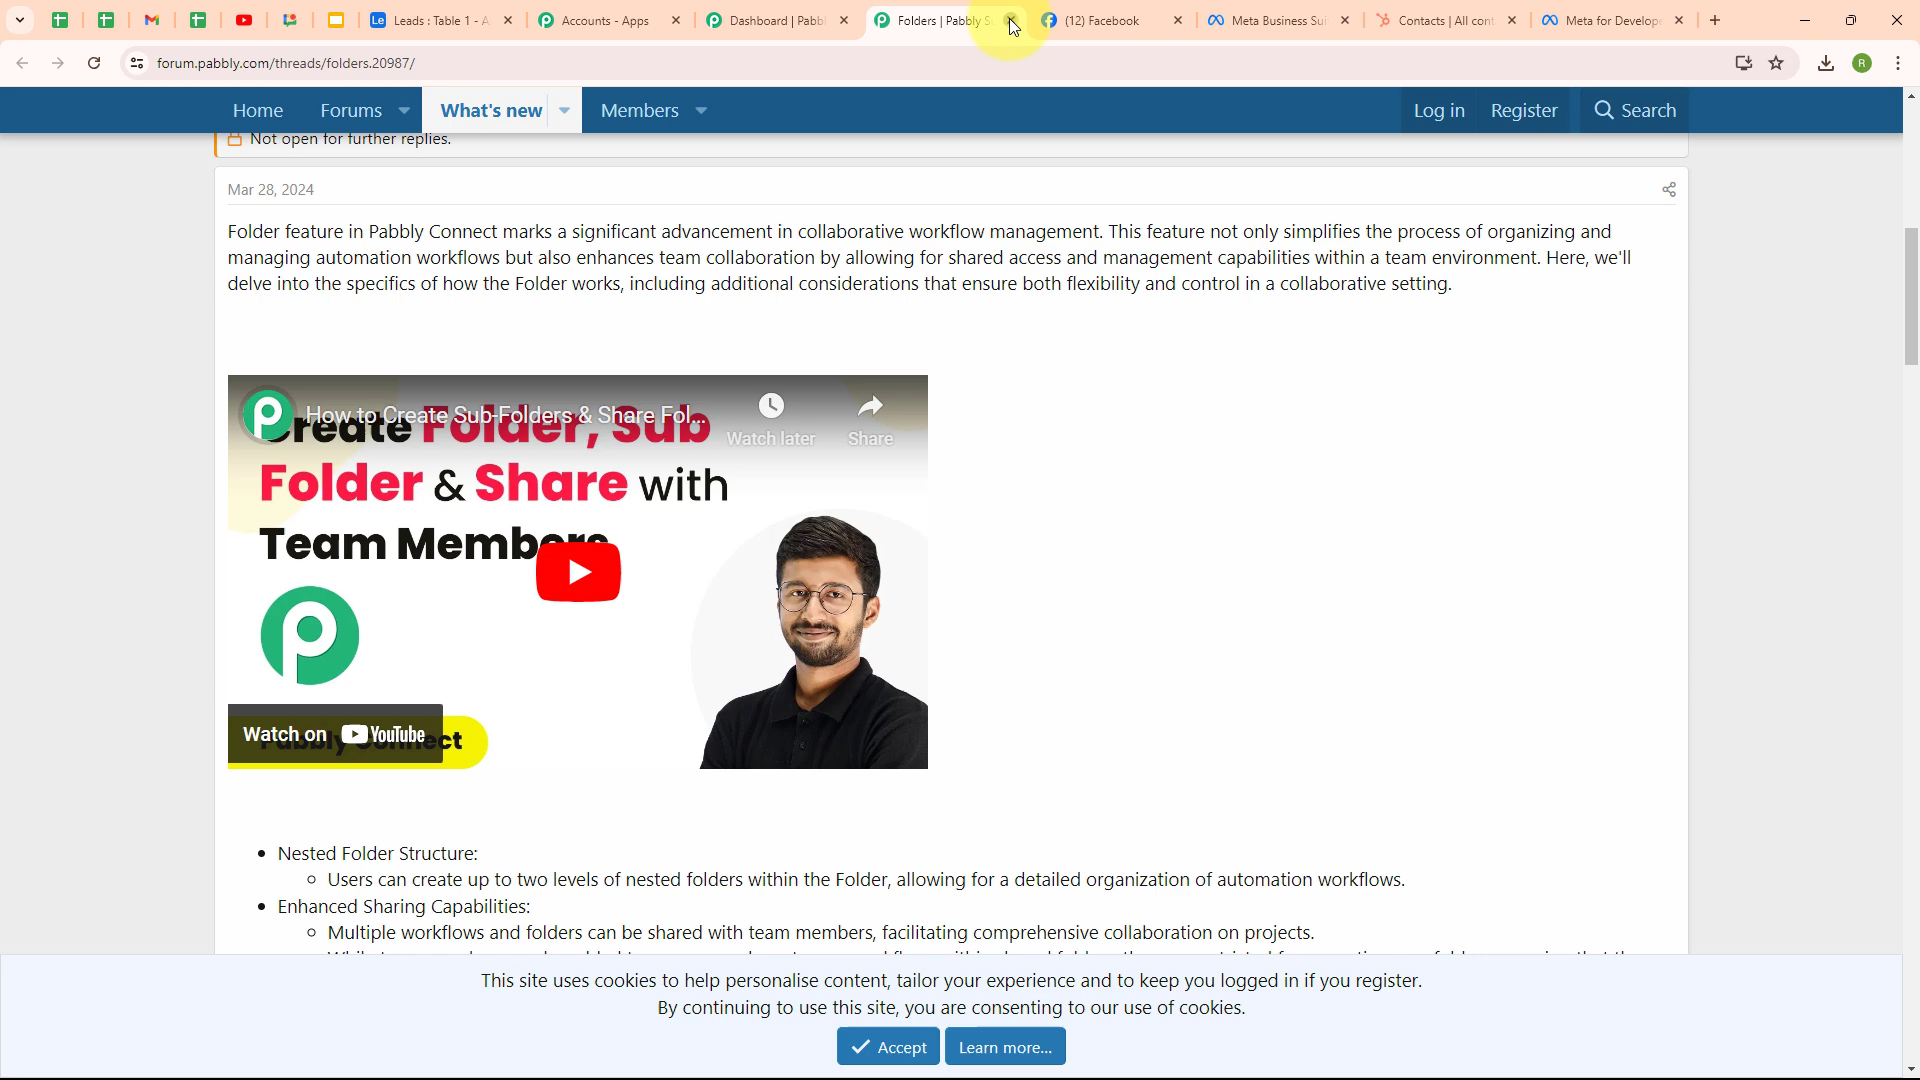 Leads : Table 1 - A
Accounts - Apps
Dashboard | Pabbl
Folders | Pabbly S
(12) Facebook
Meta Business Sui
Contacts | All cont
Meta for Develope
forum.pabbly.com/threads/folders.20987/
R
Home
Forums
What's new
Members
Log in
Register
Search
Not open for further replies.
Mar 28, 2024
Folder feature in Pabbly Connect marks a significant advancement in collaborative workflow management. This feature not only simplifies the process of organizing and
managing automation workflows but also enhances team collaboration by allowing for shared access and management capabilities within a team environment. Here, we'll
delve into the specifics of how the Folder works, including additional considerations that ensure both flexibility and control in a collaborative setting.
How to Create Sub-Folders & Share Fol...
Watch later
Share
Create Folder, Sub
Folder & Share with
Team Members
Watch on YouTube
Pabbly Connect
• Nested Folder Structure:
○ Users can create up to two levels of nested folders within the Folder, allowing for a detailed organization of automation workflows.
• Enhanced Sharing Capabilities:
○ Multiple workflows and folders can be shared with team members, facilitating comprehensive collaboration on projects.
This site uses cookies to help personalise content, tailor your experience and to keep you logged in if you register.
By continuing to use this site, you are consenting to our use of cookies.
Accept
Learn more...